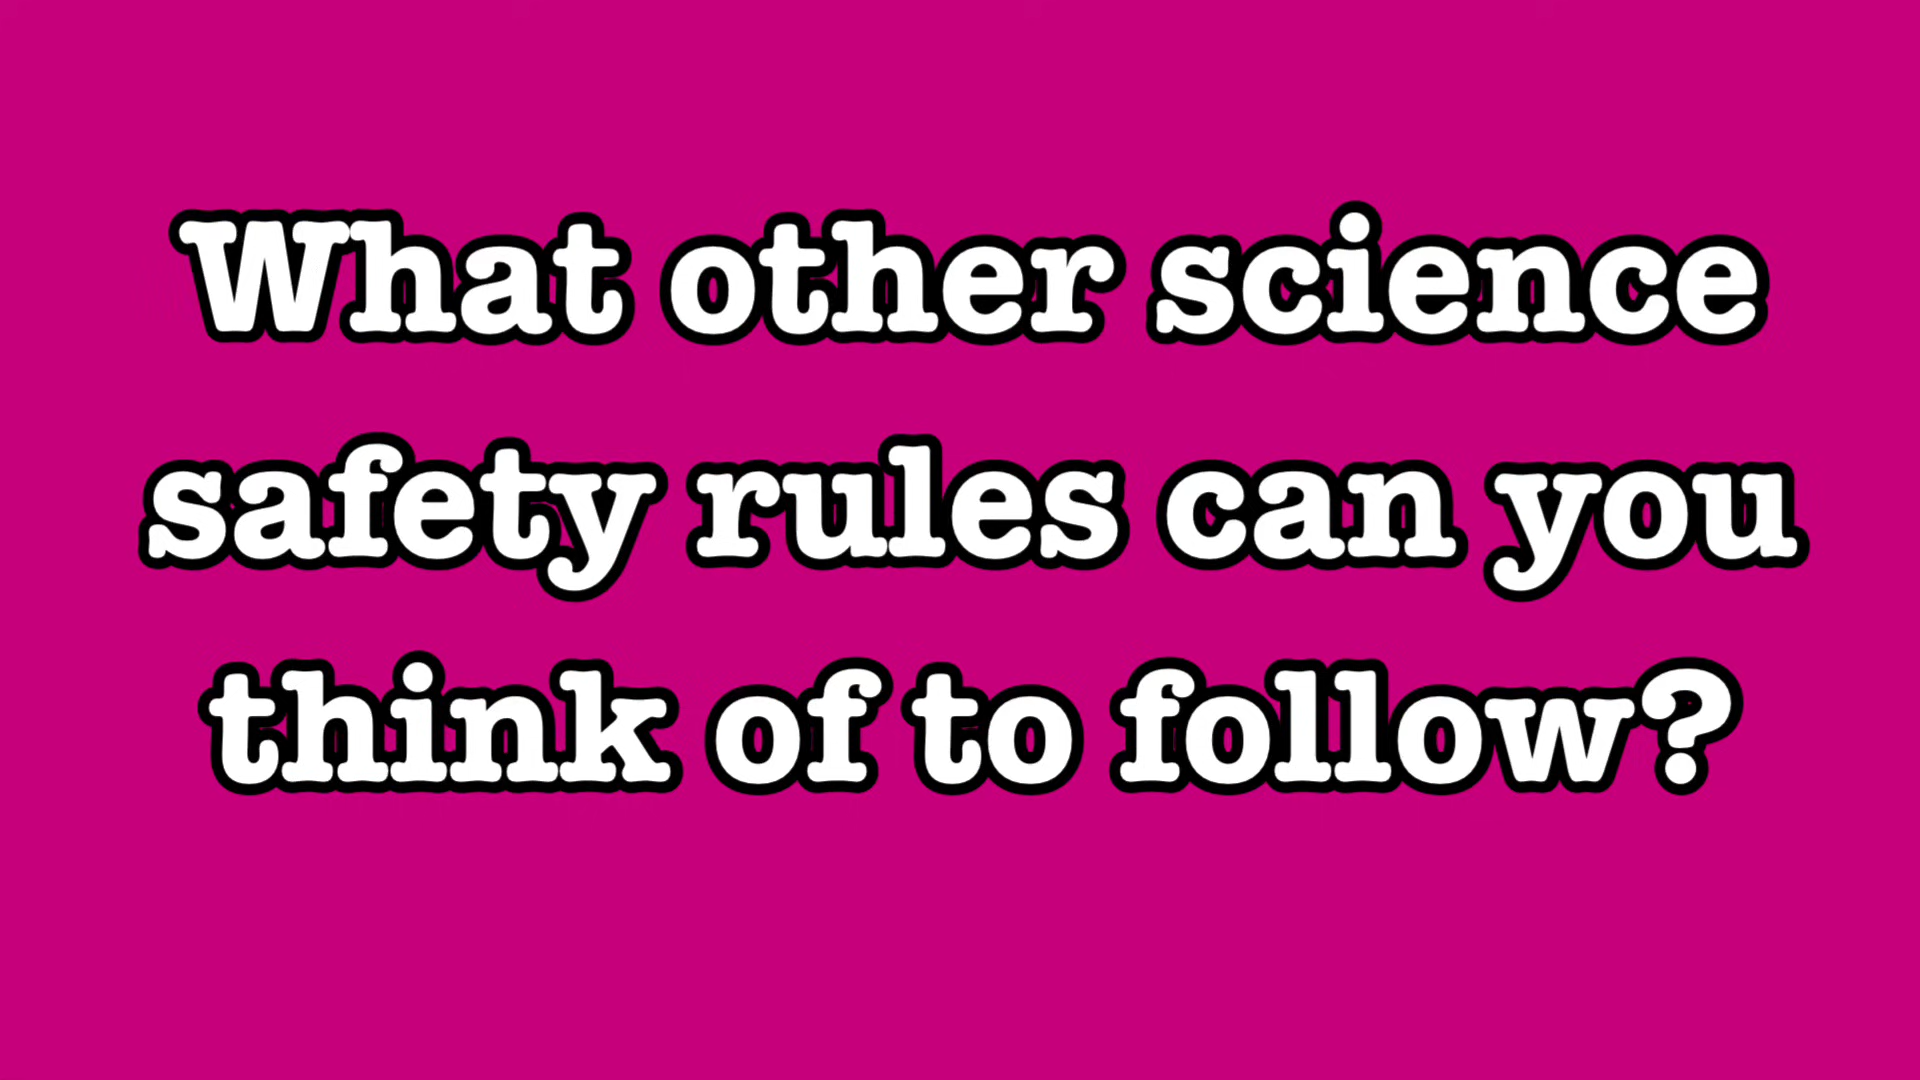 What other science
safety rules can you
think of to follow?